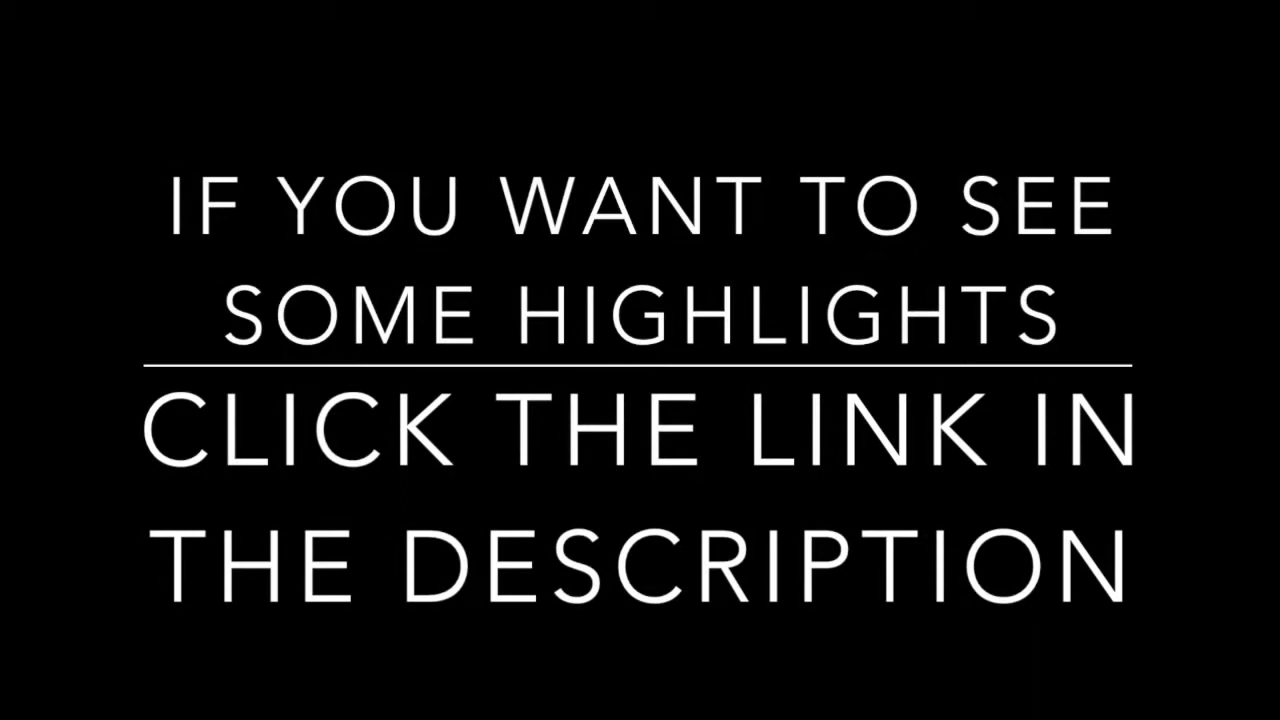 IF YOU WANT TO SEE
SOME HIGHLIGHTS
CLICK THE LINK IN
THE DESCRIPTION